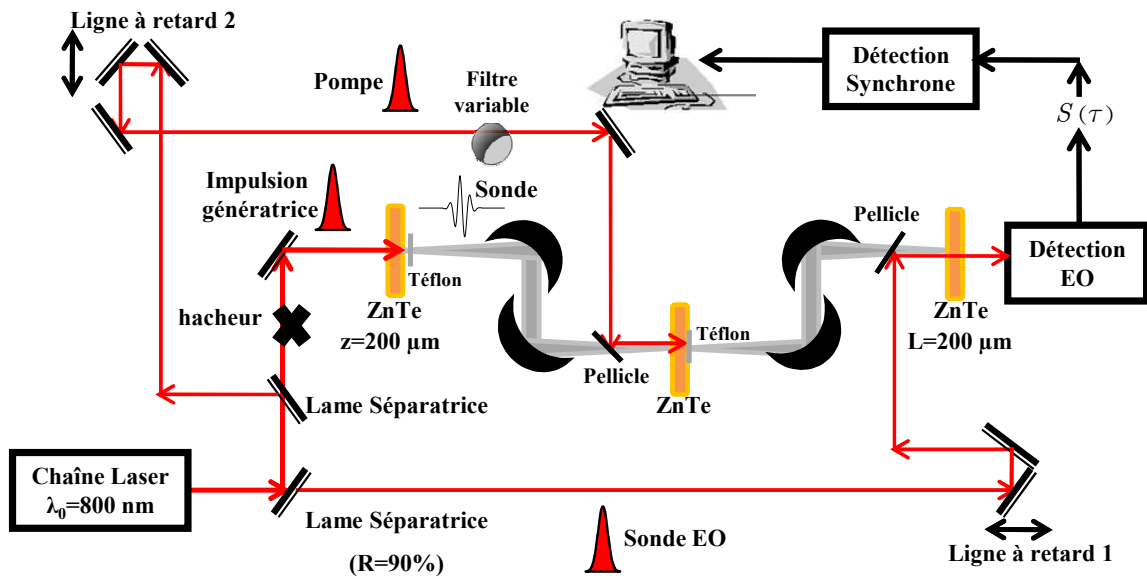 Ligne à retard 2
Pompe
Filtre
variable
Détection
Synchrone
S(τ)
Impulsion
génératrice
Sonde
Téflon
ZnTe
z=200 µm
hacheur
Pellicle
Détection
EO
ZnTe
L=200 µm
Téflon
Pellicle
ZnTe
Lame Séparatrice
Chaîne Laser
λ0=800 nm
Lame Séparatrice
(R=90%)
Sonde EO
Ligne à retard 1